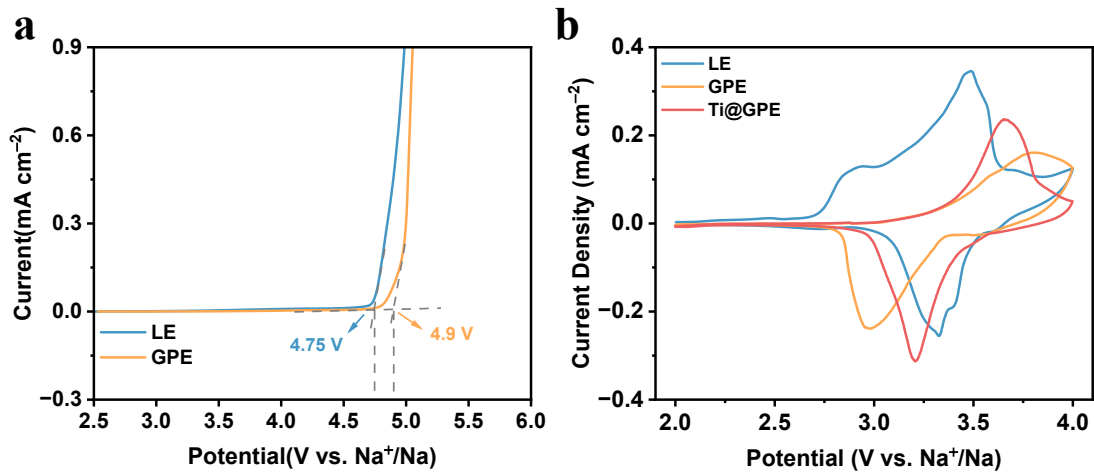 a
0.9
0.6
0.3
0.0
−0.3
Current(mA cm⁻²)
LE
GPE
4.75 V
4.9 V
2.5 3.0 3.5 4.0 4.5 5.0 5.5 6.0
Potential(V vs. Na⁺/Na)
b
0.4
0.2
0.0
−0.2
−0.4
Current Density (mA cm⁻²)
LE
GPE
Ti@GPE
2.0 2.5 3.0 3.5 4.0
Potential (V vs. Na⁺/Na)